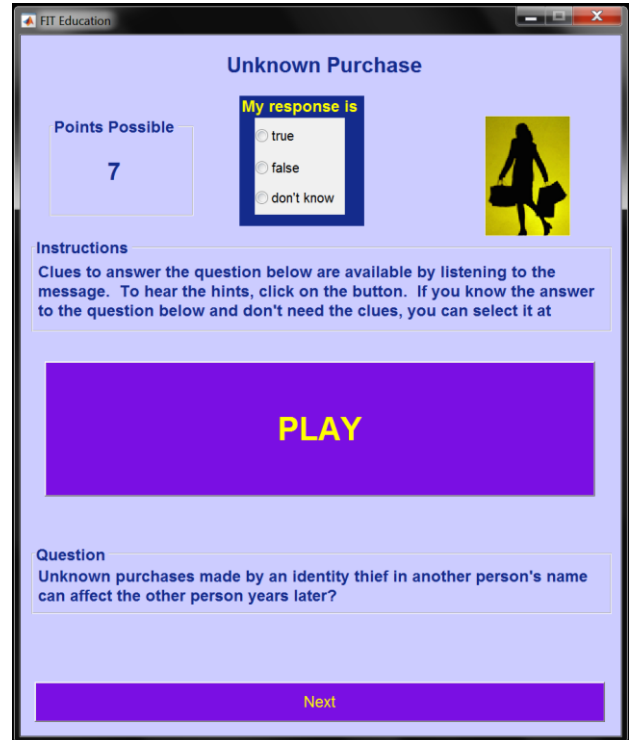 FIT Education
Unknown Purchase
Points Possible
7
My response is
true
false
don't know
Instructions
Clues to answer the question below are available by listening to the
message. To hear the hints, click on the button. If you know the answer
to the question below and don't need the clues, you can select it at
PLAY
Question
Unknown purchases made by an identity thief in another person's name
can affect the other person years later?
Next